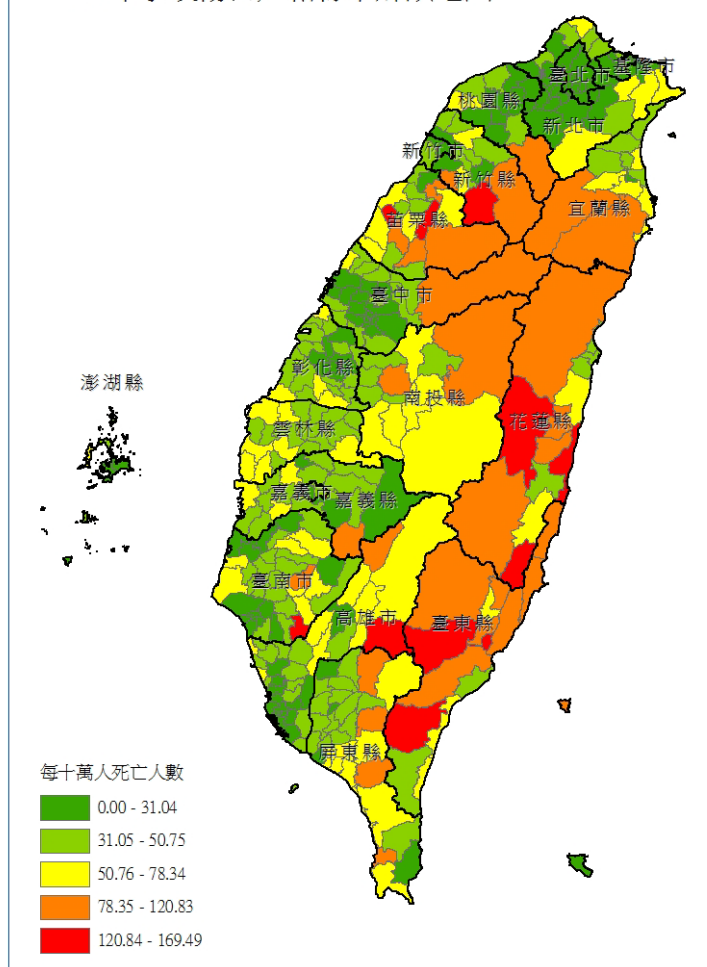 基隆市
臺北市
桃園縣
新北市
新竹市
新竹縣
宜蘭縣
苗栗縣
臺中市
彰化縣
澎湖縣
南投縣
花蓮縣
雲林縣
嘉義市
嘉義縣
臺南市
高雄市
臺東縣
屏東縣
每十萬人死亡人數
0.00 - 31.04
31.05 - 50.75
50.76 - 78.34
78.35 - 120.83
120.84 - 169.49